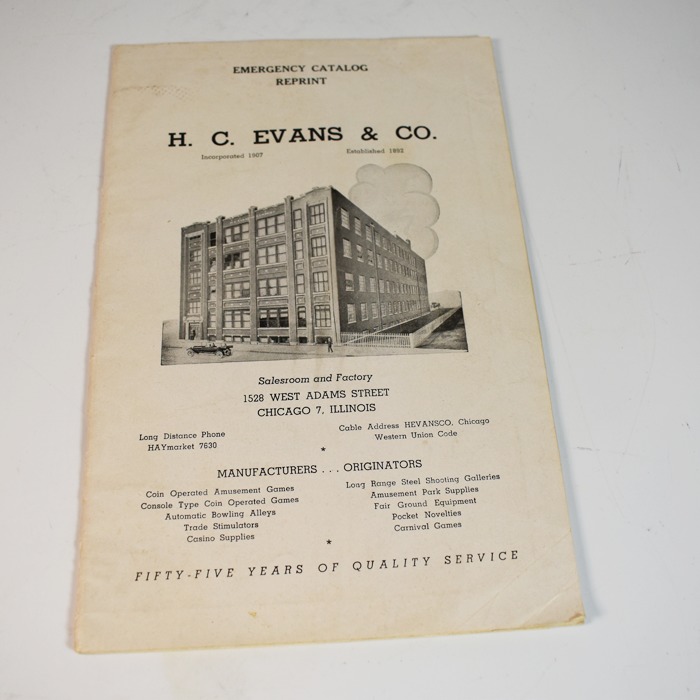 EMERGENCY CATALOG
REPRINT
H. C. EVANS & CO.
Incorporated 1907
Established 1892
Salesroom and Factory
1528 WEST ADAMS STREET
CHICAGO 7, ILLINOIS
Long Distance Phone
HAYmarket 7630
Cable Address HEVANSCO, Chicago
Western Union Code
MANUFACTURERS . . . ORIGINATORS
Coin Operated Amusement Games
Console Type Coin Operated Games
Automatic Bowling Alleys
Trade Stimulators
Casino Supplies
Long Range Steel Shooting Galleries
Amusement Park Supplies
Fair Ground Equipment
Pocket Novelties
Carnival Games
FIFTY-FIVE YEARS OF QUALITY SERVICE